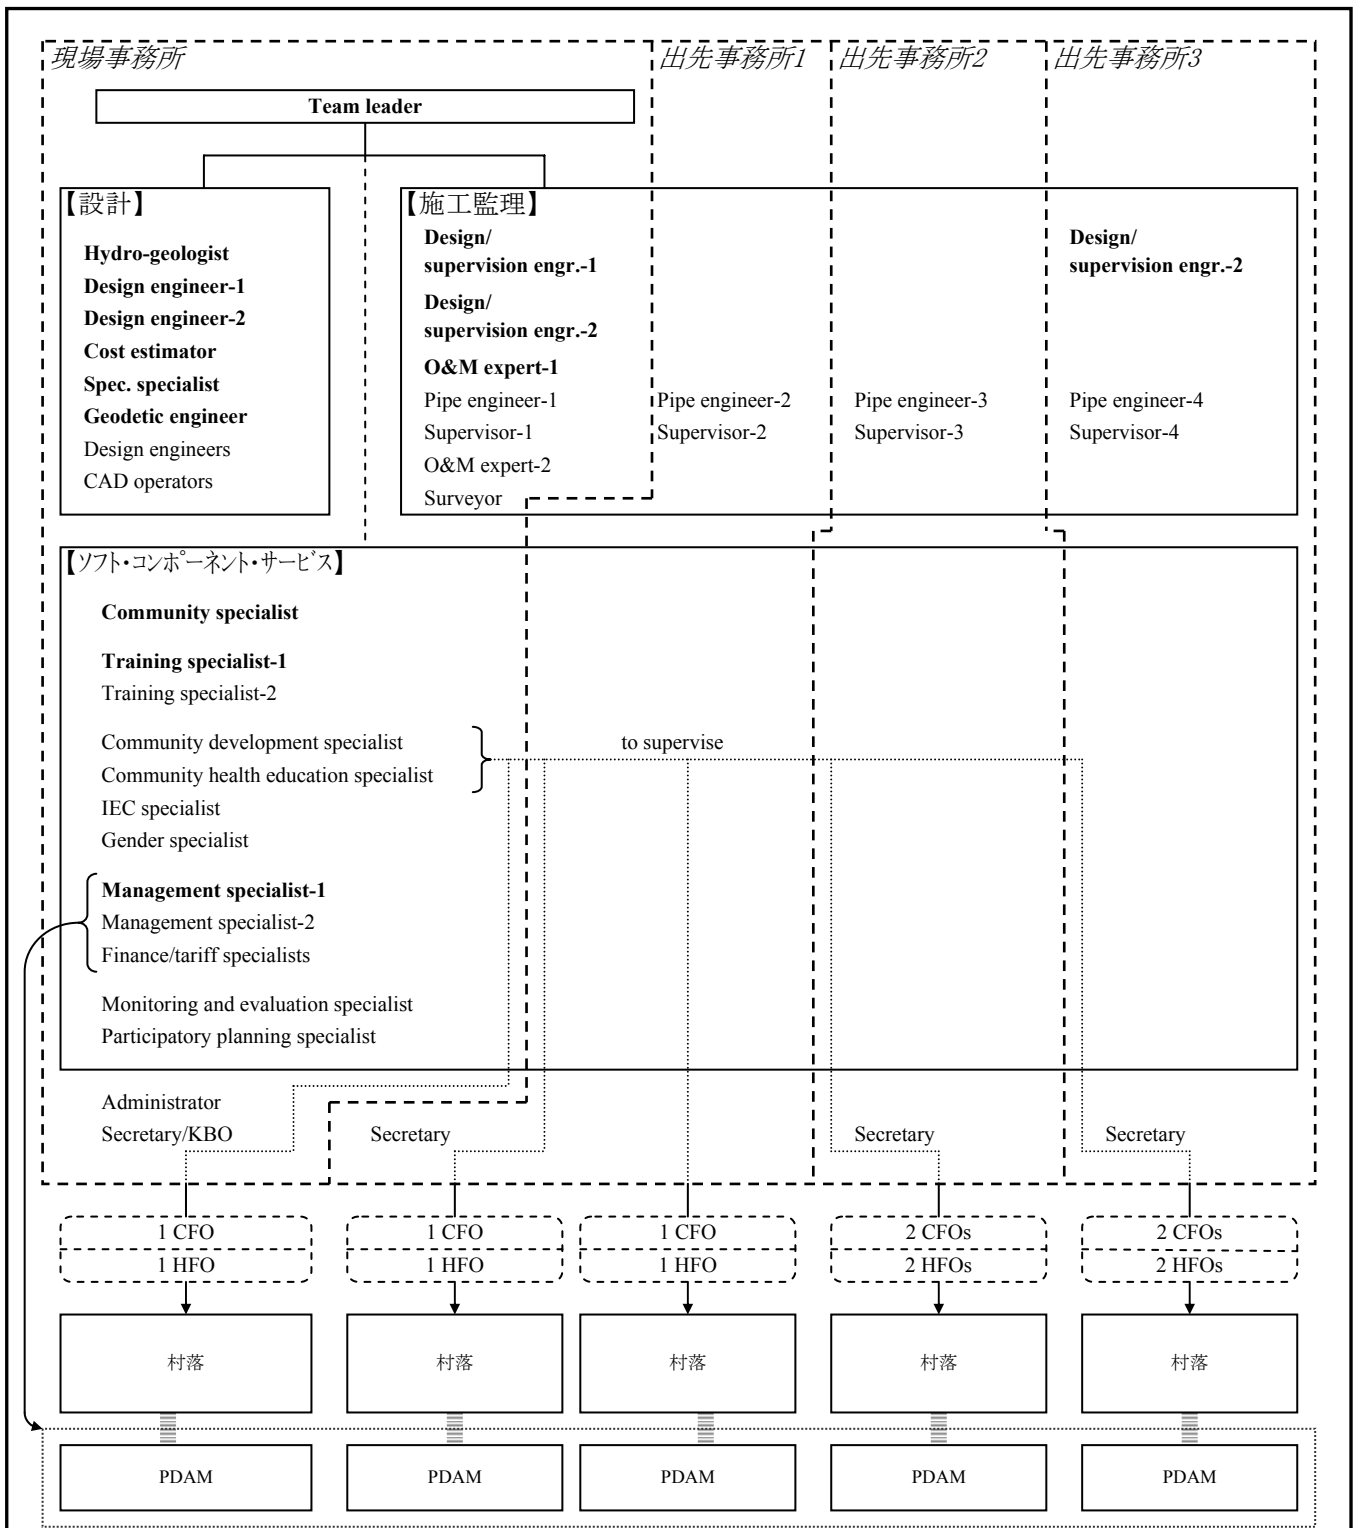 現場事務所
出先事務所1
出先事務所2
出先事務所3
Team leader
【設計】
Hydro-geologist
Design engineer-1
Design engineer-2
Cost estimator
Spec. specialist
Geodetic engineer
Design engineers
CAD operators
【施工監理】
Design/
supervision engr.-1
Design/
supervision engr.-2
O&M expert-1
Pipe engineer-1
Supervisor-1
O&M expert-2
Surveyor
Pipe engineer-2
Supervisor-2
Pipe engineer-3
Supervisor-3
Design/
supervision engr.-2
Pipe engineer-4
Supervisor-4
【ソフト・コンポーネント・サービス】
Community specialist
Training specialist-1
Training specialist-2
Community development specialist
Community health education specialist
to supervise
IEC specialist
Gender specialist
Management specialist-1
Management specialist-2
Finance/tariff specialists
Monitoring and evaluation specialist
Participatory planning specialist
Administrator
Secretary/KBO
Secretary
Secretary
Secretary
1 CFO
1 HFO
1 CFO
1 HFO
1 CFO
1 HFO
2 CFOs
2 HFOs
2 CFOs
2 HFOs
村落
村落
村落
村落
村落
PDAM
PDAM
PDAM
PDAM
PDAM